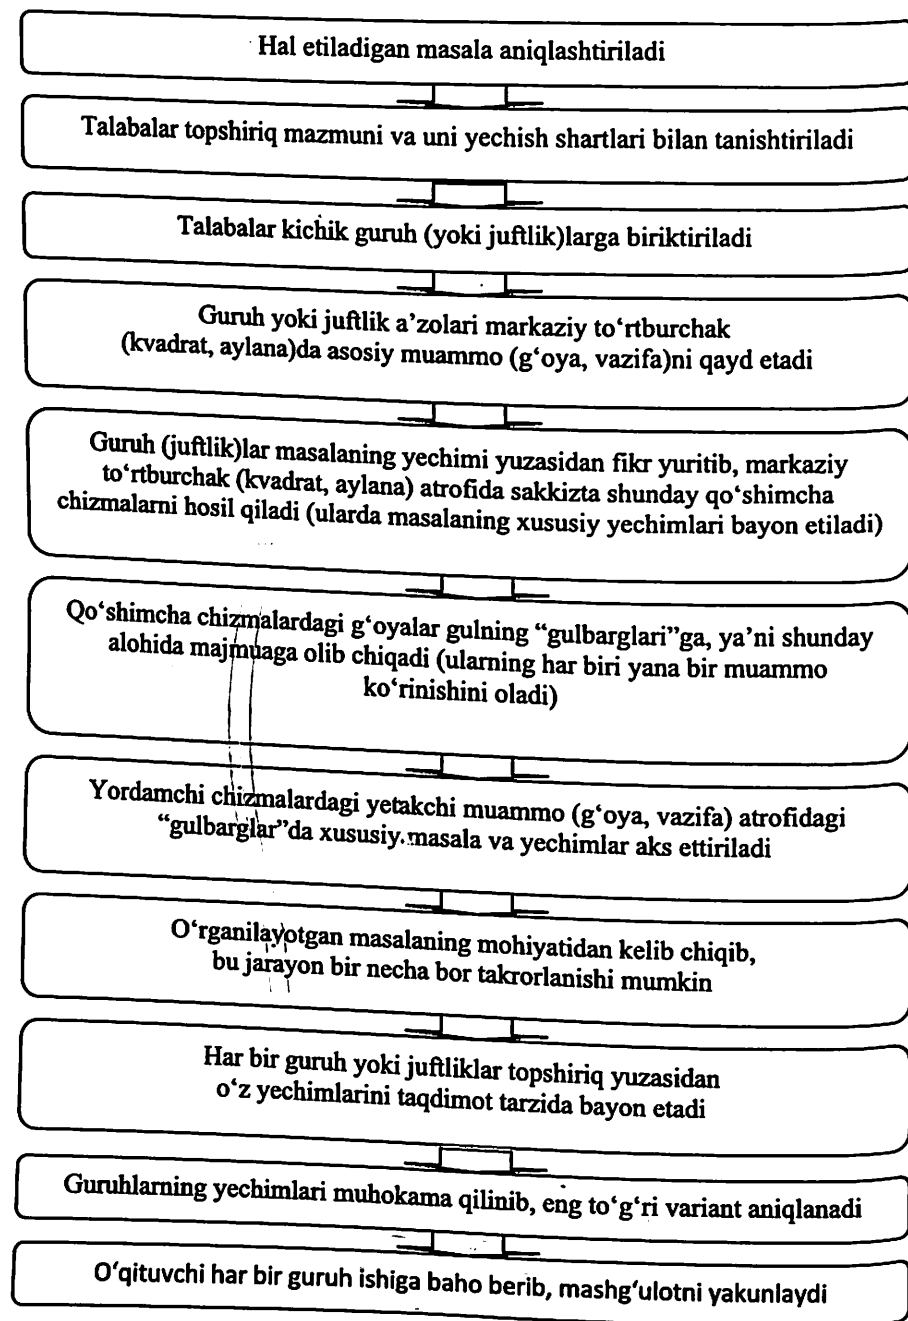 Hal etiladigan masala aniqlashtiriladi
Talabalar topshiriq mazmuni va uni yechish shartlari bilan tanishtiriladi
Talabalar kichik guruh (yoki juftlik)larga biriktiriladi
Guruh yoki juftlik a’zolari markaziy to‘rtburchak
(kvadrat, aylana)da asosiy muammo (g‘oya, vazifa)ni qayd etadi
Guruh (juftlik)lar masalaning yechimi yuzasidan fikr yuritib, markaziy
to‘rtburchak (kvadrat, aylana) atrofida sakkizta shunday qo‘shimcha
chizmalarni hosil qiladi (ularda masalaning xususiy yechimlari bayon etiladi)
Qo‘shimcha chizmalardagi g‘oyalar gulning “gulbarglari”ga, ya’ni shunday
alohida majmuaga olib chiqadi (ularning har biri yana bir muammo
ko‘rinishini oladi)
Yordamchi chizmalardagi yetakchi muammo (g‘oya, vazifa) atrofidagi
“gulbarglar”da xususiy masala va yechimlar aks ettiriladi
O‘rganilayotgan masalaning mohiyatidan kelib chiqib,
bu jarayon bir necha bor takrorlanishi mumkin
Har bir guruh yoki juftliklar topshiriq yuzasidan
o‘z yechimlarini taqdimot tarzida bayon etadi
Guruhlarning yechimlari muhokama qilinib, eng to‘g‘ri variant aniqlanadi
O‘qituvchi har bir guruh ishiga baho berib, mashg‘ulotni yakunlaydi